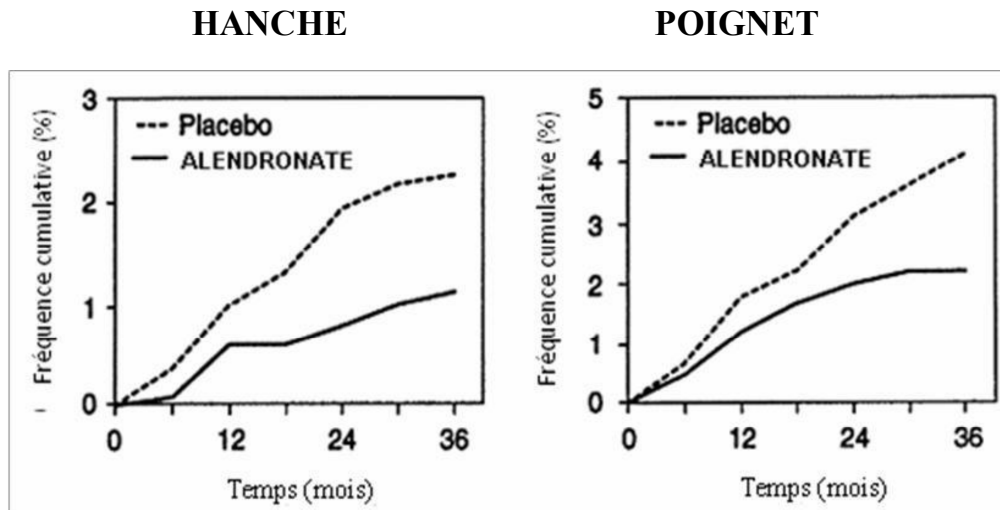 HANCHE
POIGNET
Fréquence cumulative (%)
3
2
1
0
Placebo
ALENDRONATE
0 12 24 36
Temps (mois)
Fréquence cumulative (%)
5
4
3
2
1
0
Placebo
ALENDRONATE
0 12 24 36
Temps (mois)